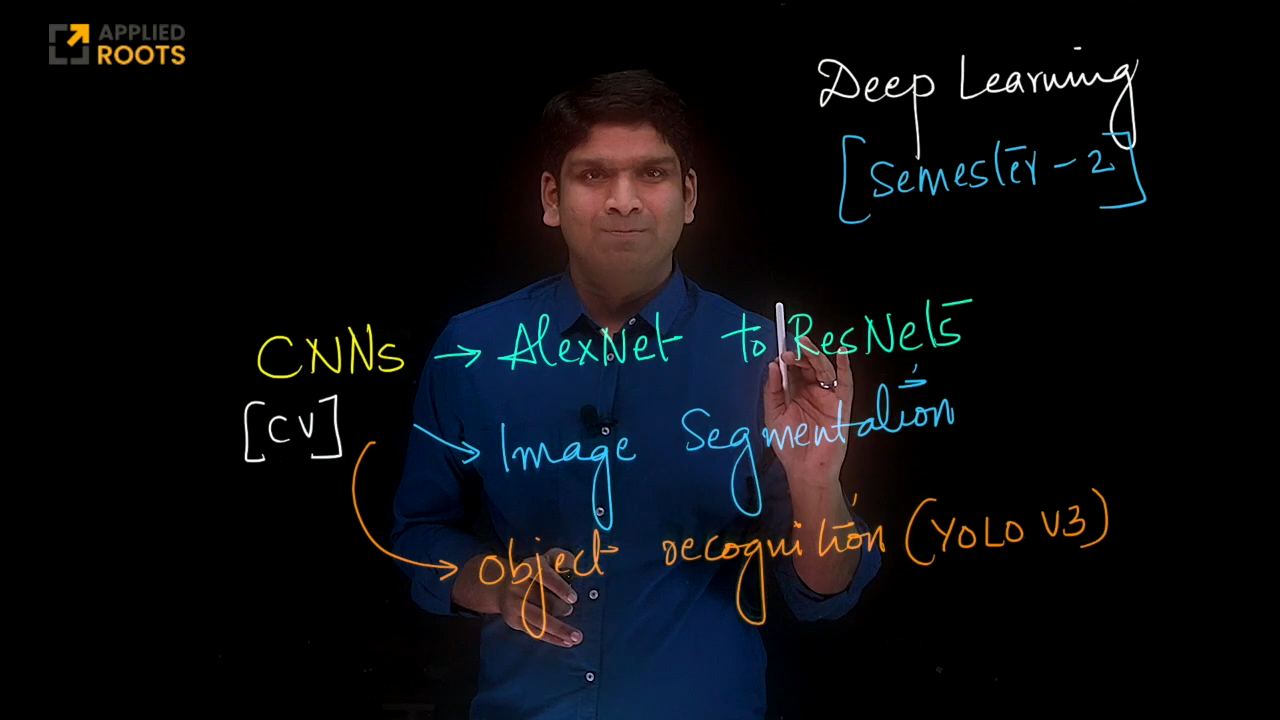 APPLIED
ROOTS
Deep Learning
[Semester - 2]
CNNs → AlexNet to ResNets
[CV]
Image Segmentation
Object recognition (YOLO V3)